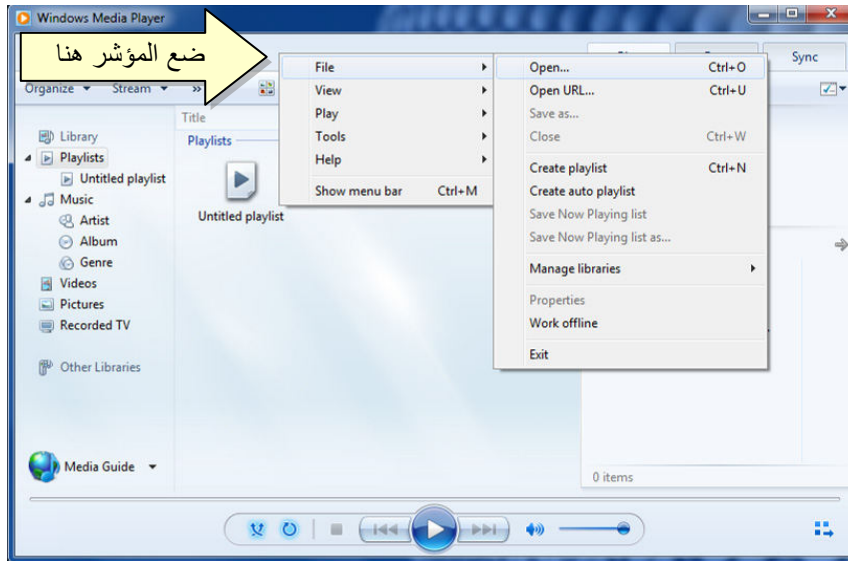 Windows Media Player
ضع المؤشر هنا
Sync
Organize
Stream
»
Title
Library
Playlists
Untitled playlist
Music
Artist
Album
Genre
Videos
Pictures
Recorded TV
Other Libraries
Media Guide
Playlists
Untitled playlist
File
View
Play
Tools
Help
Show menu bar Ctrl+M
Open... Ctrl+O
Open URL... Ctrl+U
Save as...
Close Ctrl+W
Create playlist Ctrl+N
Create auto playlist
Save Now Playing list
Save Now Playing list as...
Manage libraries
Properties
Work offline
Exit
0 items